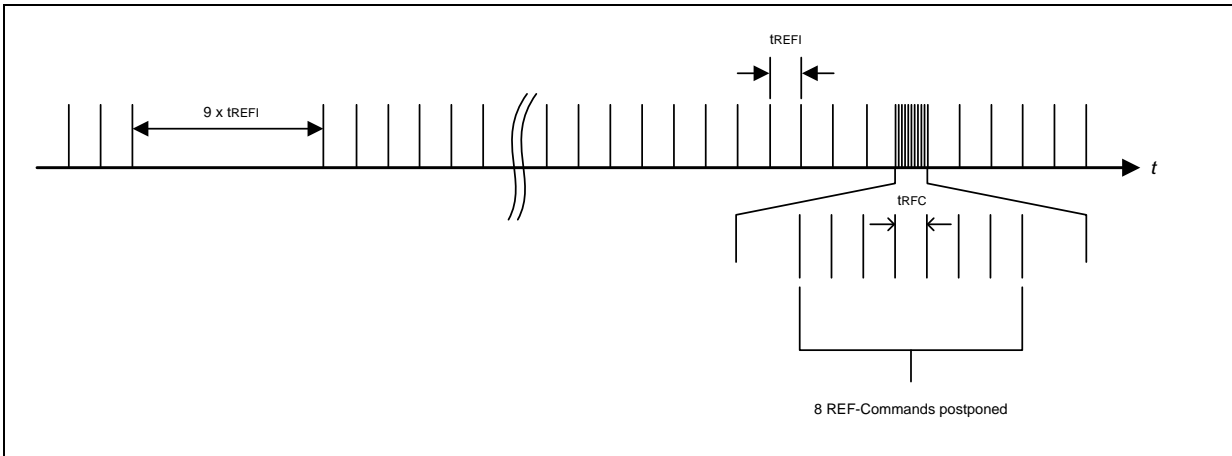 tREFI
9 x tREFI
t
tRFC
8 REF-Commands postponed